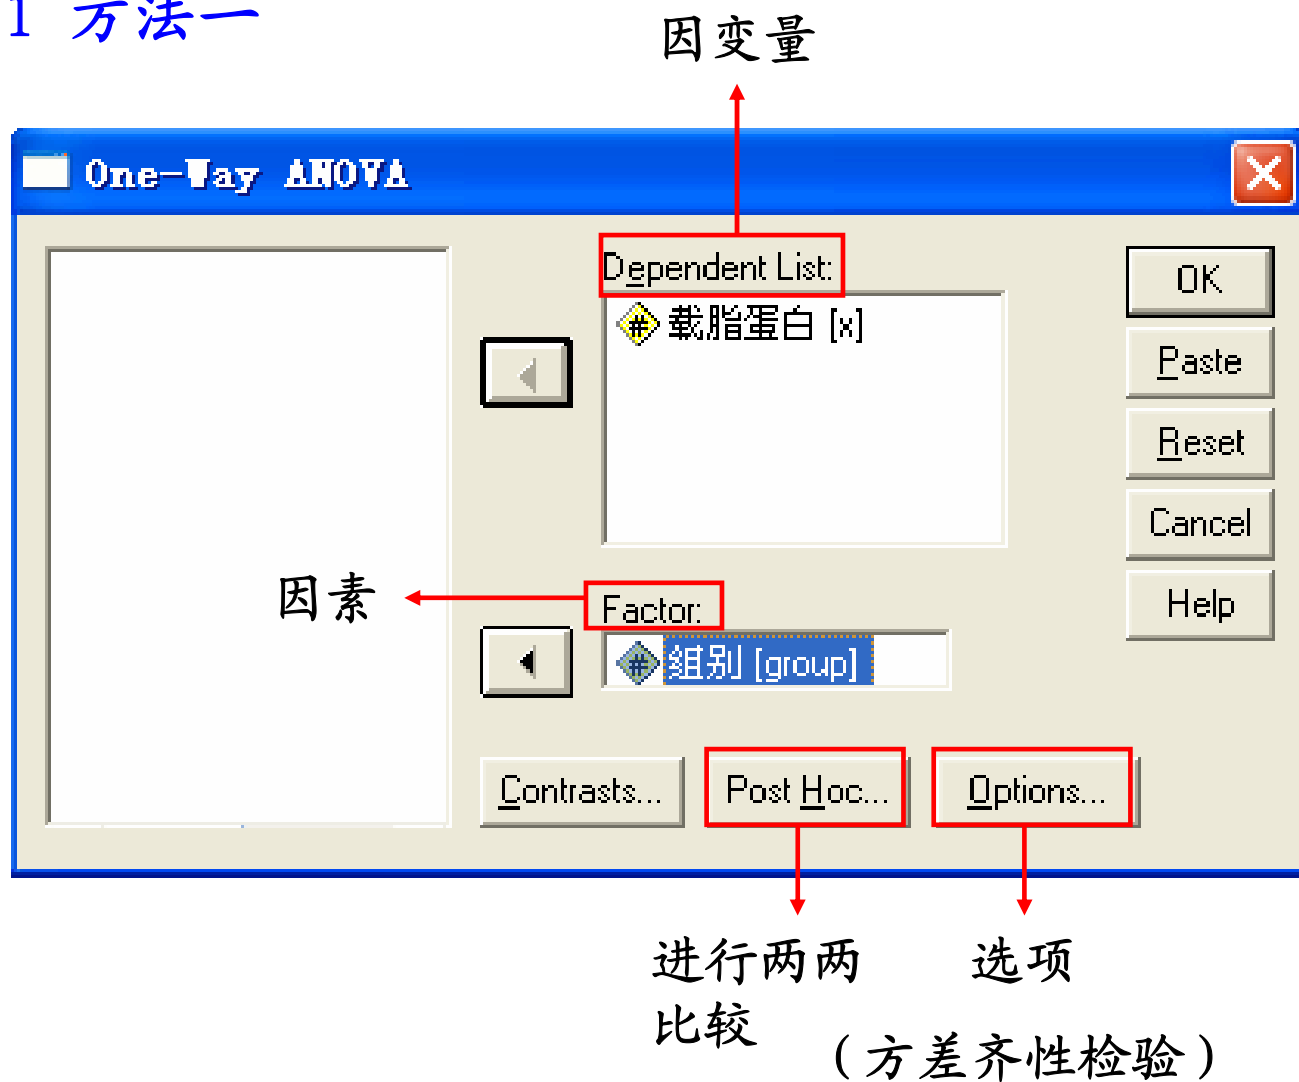 1 方法一
因变量
One-Way ANOVA
Dependent List:
载脂蛋白 [x]
OK
Paste
Reset
Cancel
Help
因素
Factor:
组别 [group]
Contrasts...
Post Hoc...
Options...
进行两两
比较
选项
（方差齐性检验）